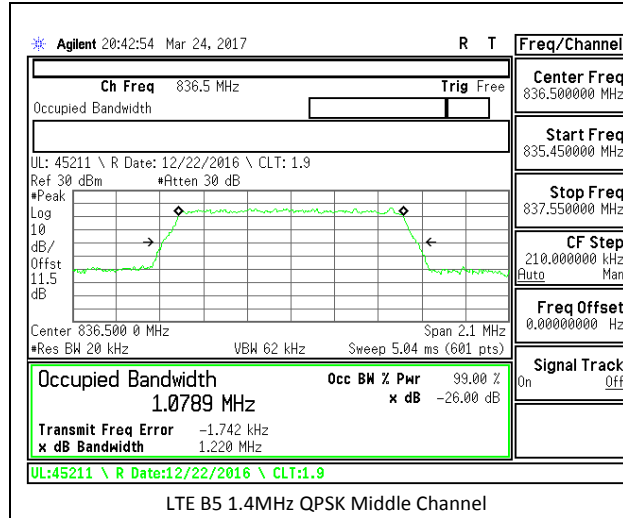 Agilent 20:42:54 Mar 24, 2017 R T
Freq/Channel
Ch Freq 836.5 MHz Trig Free
Occupied Bandwidth
Center Freq
836.500000 MHz
Start Freq
835.450000 MHz
Stop Freq
837.550000 MHz
CF Step
210.000000 kHz
Auto Man
Freq Offset
0.00000000 Hz
Signal Track
On Off
UL: 45211 \ R Date: 12/22/2016 \ CLT: 1.9
Ref 30 dBm #Atten 30 dB
#Peak
Log
10
dB/
Offst
11.5
dB
Center 836.500 0 MHz Span 2.1 MHz
#Res BW 20 kHz VBW 62 kHz Sweep 5.04 ms (601 pts)
Occupied Bandwidth Occ BW % Pwr 99.00 %
1.0789 MHz x dB -26.00 dB
Transmit Freq Error -1.742 kHz
x dB Bandwidth 1.220 MHz
UL:45211 \ R Date:12/22/2016 \ CLT:1.9
LTE B5 1.4MHz QPSK Middle Channel